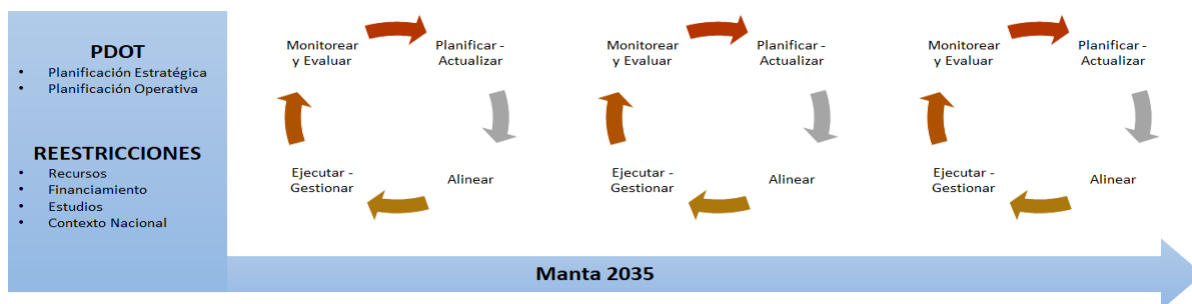 PDOT
• Planificación Estratégica
• Planificación Operativa
REESTRICCIONES
• Recursos
• Financiamiento
• Estudios
• Contexto Nacional
Monitorear
y Evaluar
Planificar -
Actualizar
Ejecutar -
Gestionar
Alinear
Monitorear
y Evaluar
Planificar -
Actualizar
Ejecutar -
Gestionar
Alinear
Monitorear
y Evaluar
Planificar -
Actualizar
Ejecutar -
Gestionar
Alinear
Manta 2035